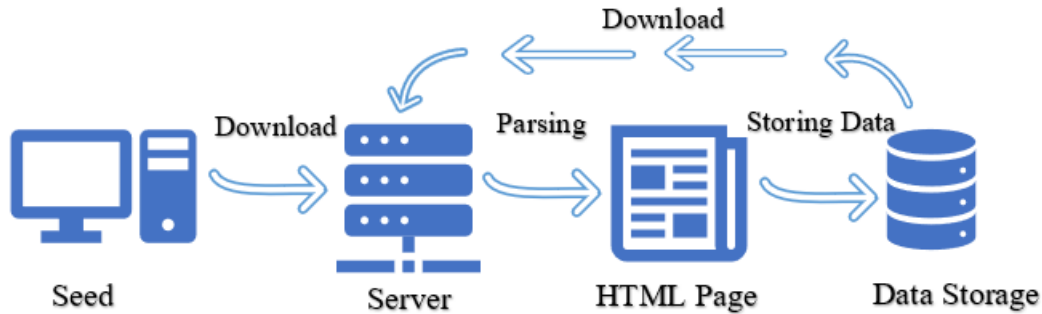 Download
Download
Parsing
Storing Data
Seed
Server
HTML Page
Data Storage